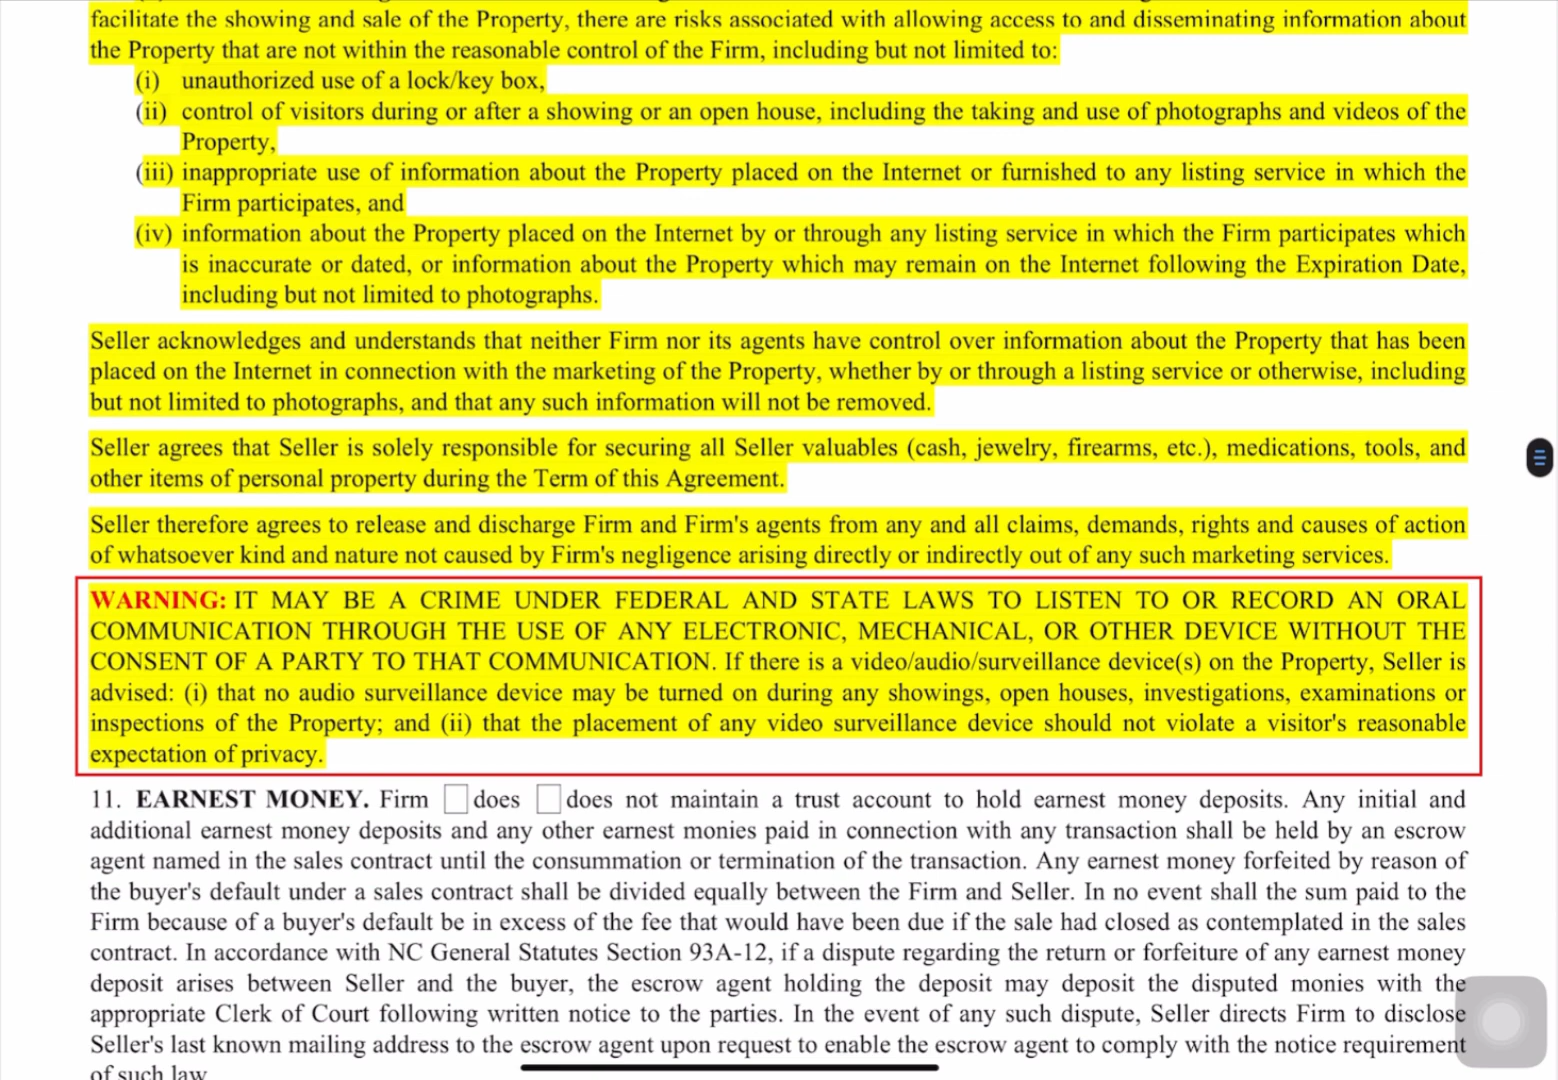 facilitate the showing and sale of the Property, there are risks associated with allowing access to and disseminating information about
the Property that are not within the reasonable control of the Firm, including but not limited to:
(i) unauthorized use of a lock/key box,
(ii) control of visitors during or after a showing or an open house, including the taking and use of photographs and videos of the
Property,
(iii) inappropriate use of information about the Property placed on the Internet or furnished to any listing service in which the
Firm participates, and
(iv) information about the Property placed on the Internet by or through any listing service in which the Firm participates which
is inaccurate or dated, or information about the Property which may remain on the Internet following the Expiration Date,
including but not limited to photographs.
Seller acknowledges and understands that neither Firm nor its agents have control over information about the Property that has been
placed on the Internet in connection with the marketing of the Property, whether by or through a listing service or otherwise, including
but not limited to photographs, and that any such information will not be removed.
Seller agrees that Seller is solely responsible for securing all Seller valuables (cash, jewelry, firearms, etc.), medications, tools, and
other items of personal property during the Term of this Agreement.
Seller therefore agrees to release and discharge Firm and Firm's agents from any and all claims, demands, rights and causes of action
of whatsoever kind and nature not caused by Firm's negligence arising directly or indirectly out of any such marketing services.
WARNING: IT MAY BE A CRIME UNDER FEDERAL AND STATE LAWS TO LISTEN TO OR RECORD AN ORAL
COMMUNICATION THROUGH THE USE OF ANY ELECTRONIC, MECHANICAL, OR OTHER DEVICE WITHOUT THE
CONSENT OF A PARTY TO THAT COMMUNICATION. If there is a video/audio/surveillance device(s) on the Property, Seller is
advised: (i) that no audio surveillance device may be turned on during any showings, open houses, investigations, examinations or
inspections of the Property; and (ii) that the placement of any video surveillance device should not violate a visitor's reasonable
expectation of privacy.
11. EARNEST MONEY. Firm does does not maintain a trust account to hold earnest money deposits. Any initial and
additional earnest money deposits and any other earnest monies paid in connection with any transaction shall be held by an escrow
agent named in the sales contract until the consummation or termination of the transaction. Any earnest money forfeited by reason of
the buyer's default under a sales contract shall be divided equally between the Firm and Seller. In no event shall the sum paid to the
Firm because of a buyer's default be in excess of the fee that would have been due if the sale had closed as contemplated in the sales
contract. In accordance with NC General Statutes Section 93A-12, if a dispute regarding the return or forfeiture of any earnest money
deposit arises between Seller and the buyer, the escrow agent holding the deposit may deposit the disputed monies with the
appropriate Clerk of Court following written notice to the parties. In the event of any such dispute, Seller directs Firm to disclose
Seller's last known mailing address to the escrow agent upon request to enable the escrow agent to comply with the notice requirement
of such law